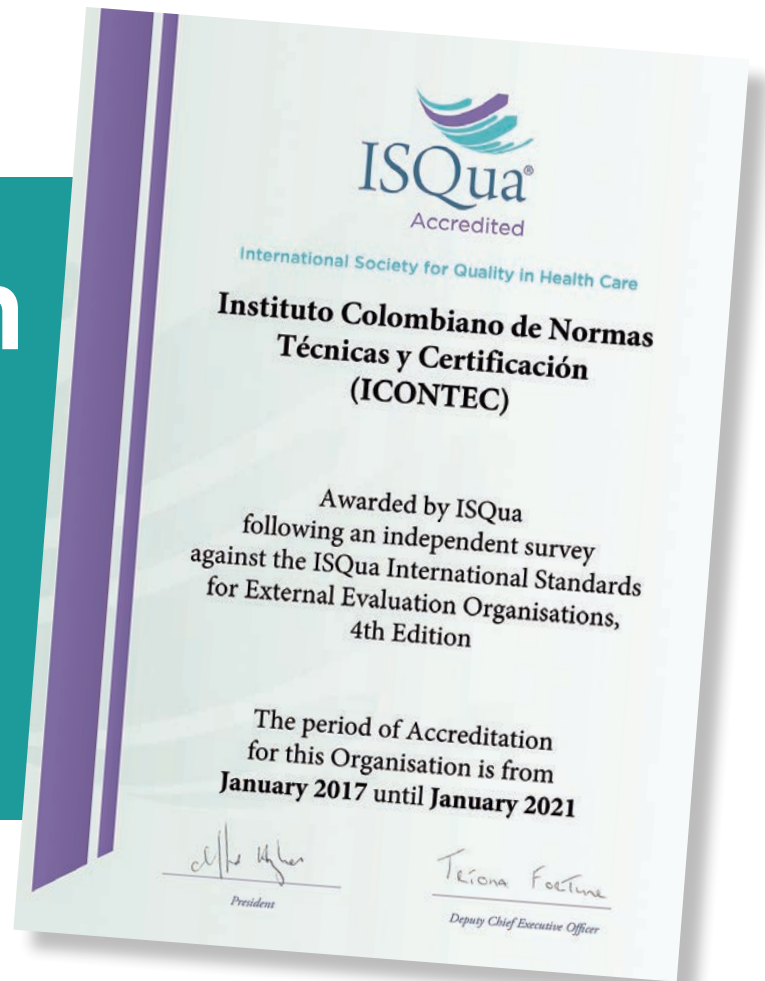 n
ISQua®
Accredited
International Society for Quality in Health Care
Instituto Colombiano de Normas
Técnicas y Certificación
(ICONTEC)
Awarded by ISQua
following an independent survey
against the ISQua International Standards
for External Evaluation Organisations,
4th Edition
The period of Accreditation
for this Organisation is from
January 2017 until January 2021
Triona Fortune
President
Deputy Chief Executive Officer